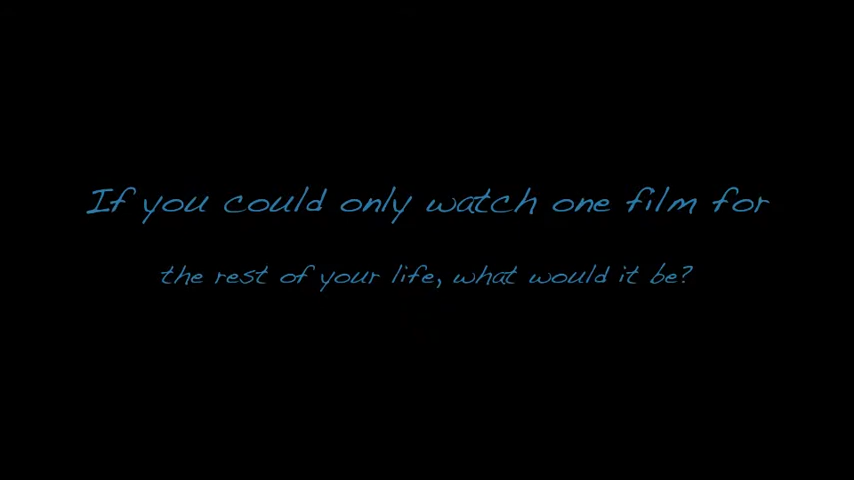 If you could only watch one film for
the rest of your life, what would it be?